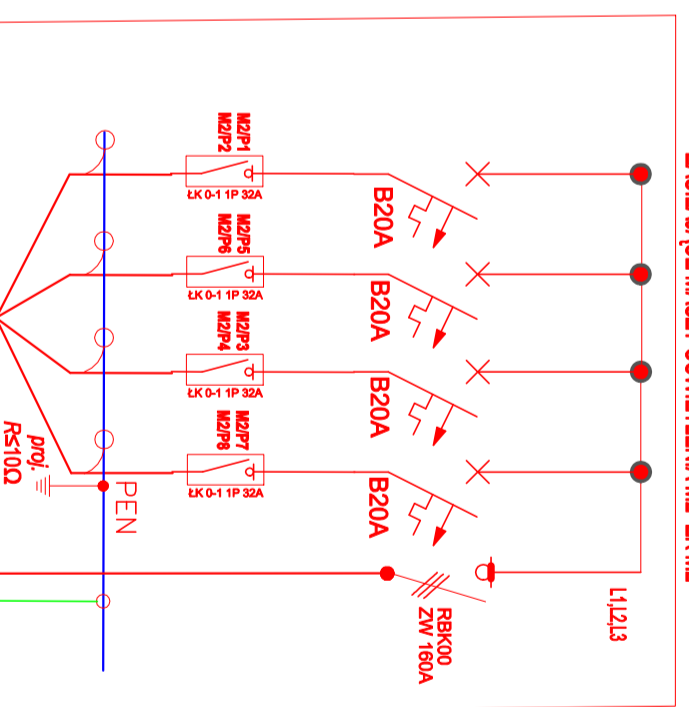 M2/P1
M2/P2
ŁK 0-1 1P 32A
B20A
M2/P5
M2/P6
ŁK 0-1 1P 32A
B20A
M2/P3
M2/P4
ŁK 0-1 1P 32A
B20A
M2/P7
M2/P8
ŁK 0-1 1P 32A
B20A
proj.
R≤10Ω
PEN
RBK00
ZW 160A
L1,L2,L3